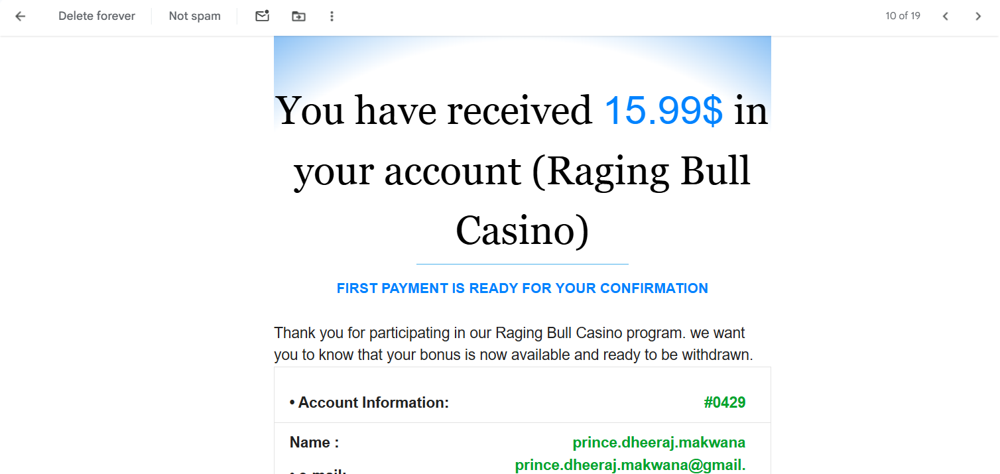 Delete forever
Not spam
10 of 19
You have received 15.99$ in
your account (Raging Bull
Casino)
FIRST PAYMENT IS READY FOR YOUR CONFIRMATION
Thank you for participating in our Raging Bull Casino program. we want
you to know that your bonus is now available and ready to be withdrawn.
• Account Information: #0429
Name : prince.dheeraj.makwana
• e-mail: prince.dheeraj.makwana@gmail.